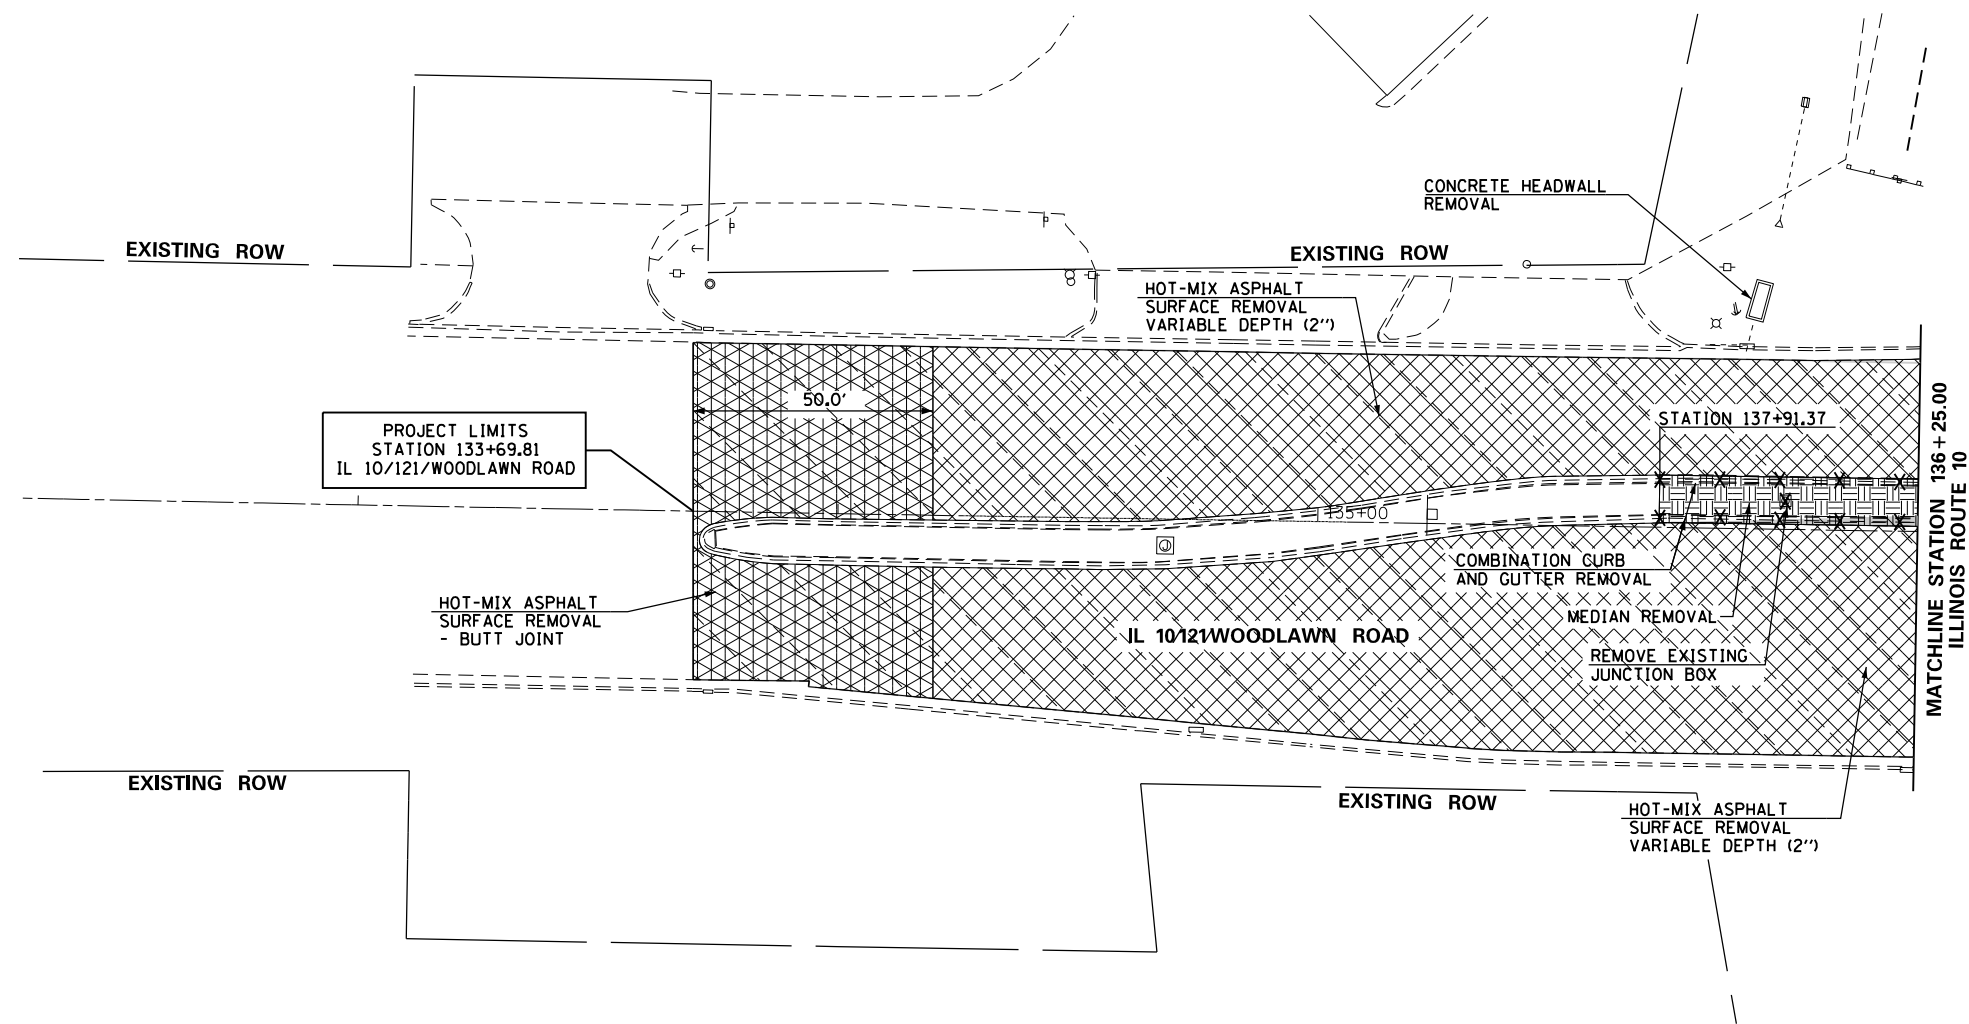 CONCRETE HEADWALL
REMOVAL
EXISTING ROW
EXISTING ROW
HOT-MIX ASPHALT
SURFACE REMOVAL
VARIABLE DEPTH (2'')
50.0'
STATION 137+91.37
PROJECT LIMITS
STATION 133+69.81
IL 10/121/WOODLAWN ROAD
135+00
COMBINATION CURB
AND GUTTER REMOVAL
HOT-MIX ASPHALT
SURFACE REMOVAL
- BUTT JOINT
MEDIAN REMOVAL
IL 10/121/WOODLAWN ROAD
REMOVE EXISTING
JUNCTION BOX
MATCHLINE STATION 136+25.00
ILLINOIS ROUTE 10
EXISTING ROW
EXISTING ROW
HOT-MIX ASPHALT
SURFACE REMOVAL
VARIABLE DEPTH (2'')